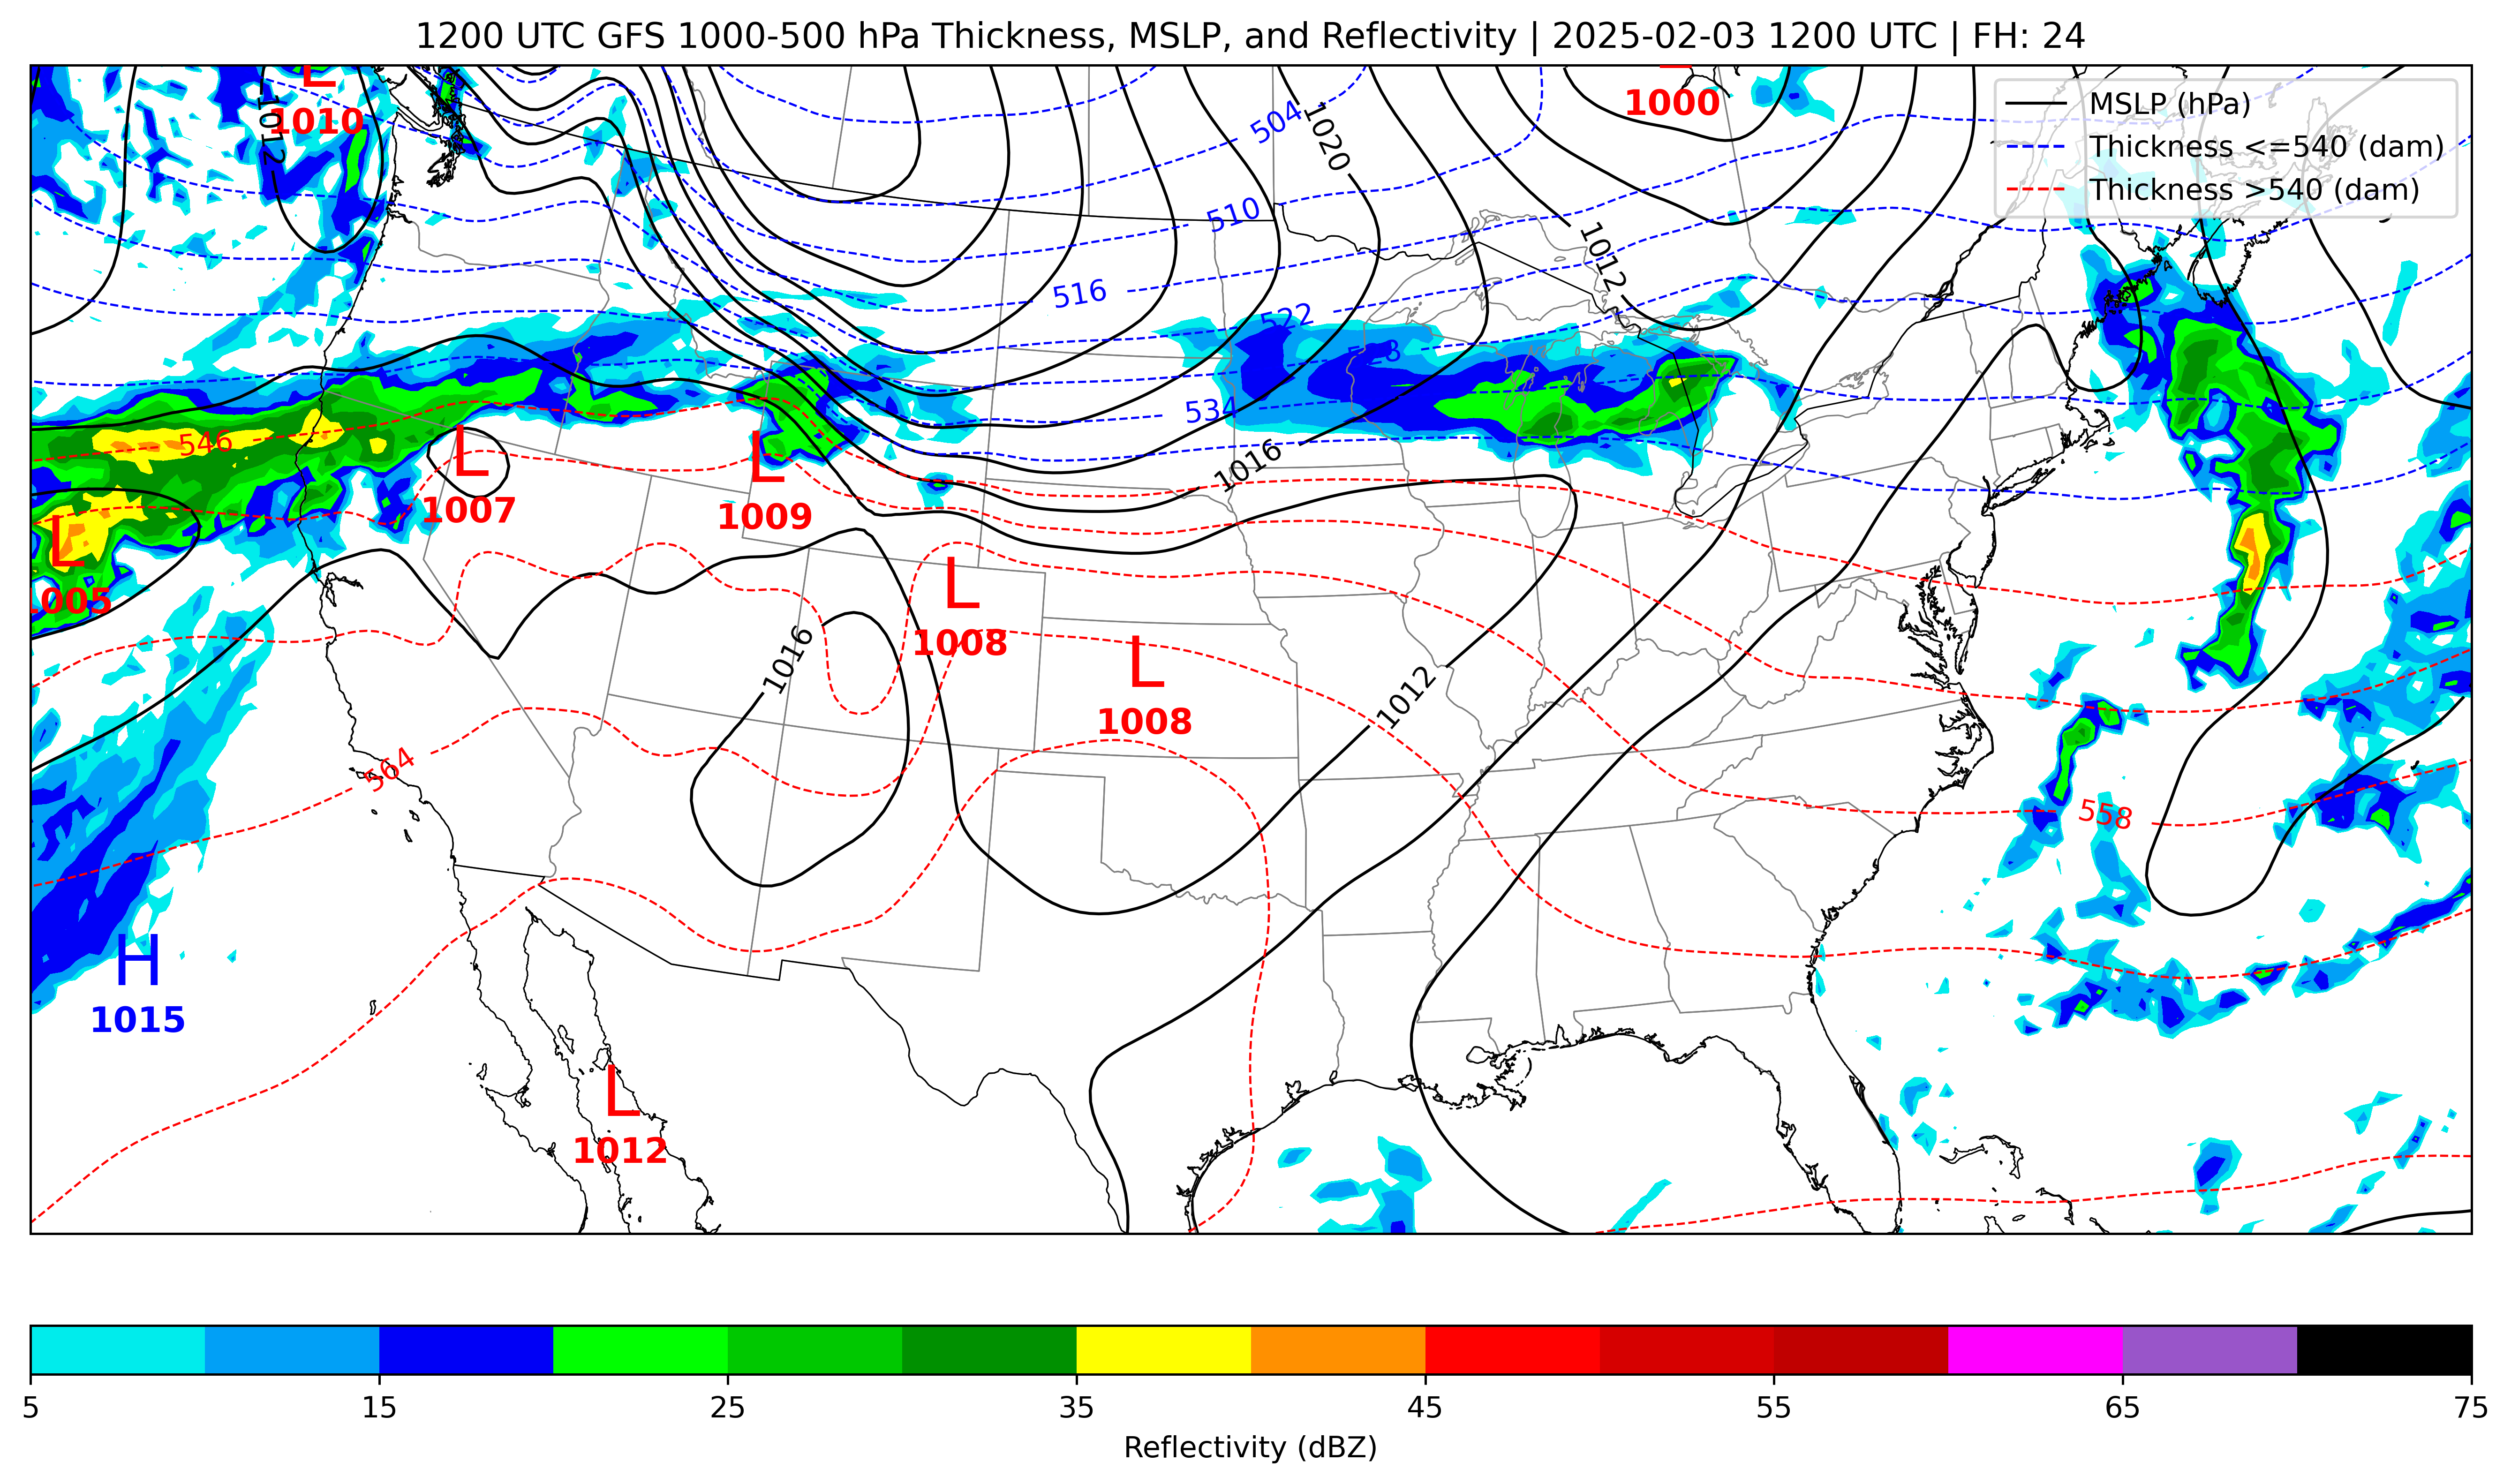 1200 UTC GFS 1000-500 hPa Thickness, MSLP, and Reflectivity | 2025-02-03 1200 UTC | FH: 24
MSLP (hPa)
Thickness <=540 (dam)
Thickness >540 (dam)
L
1010
1012
1000
504
1020
510
1012
516
522
528
534
546
1016
L
1007
L
1009
L
1005
L
1008
1016
L
1008
1012
564
558
H
1015
L
1012
5 15 25 35 45 55 65 75
Reflectivity (dBZ)